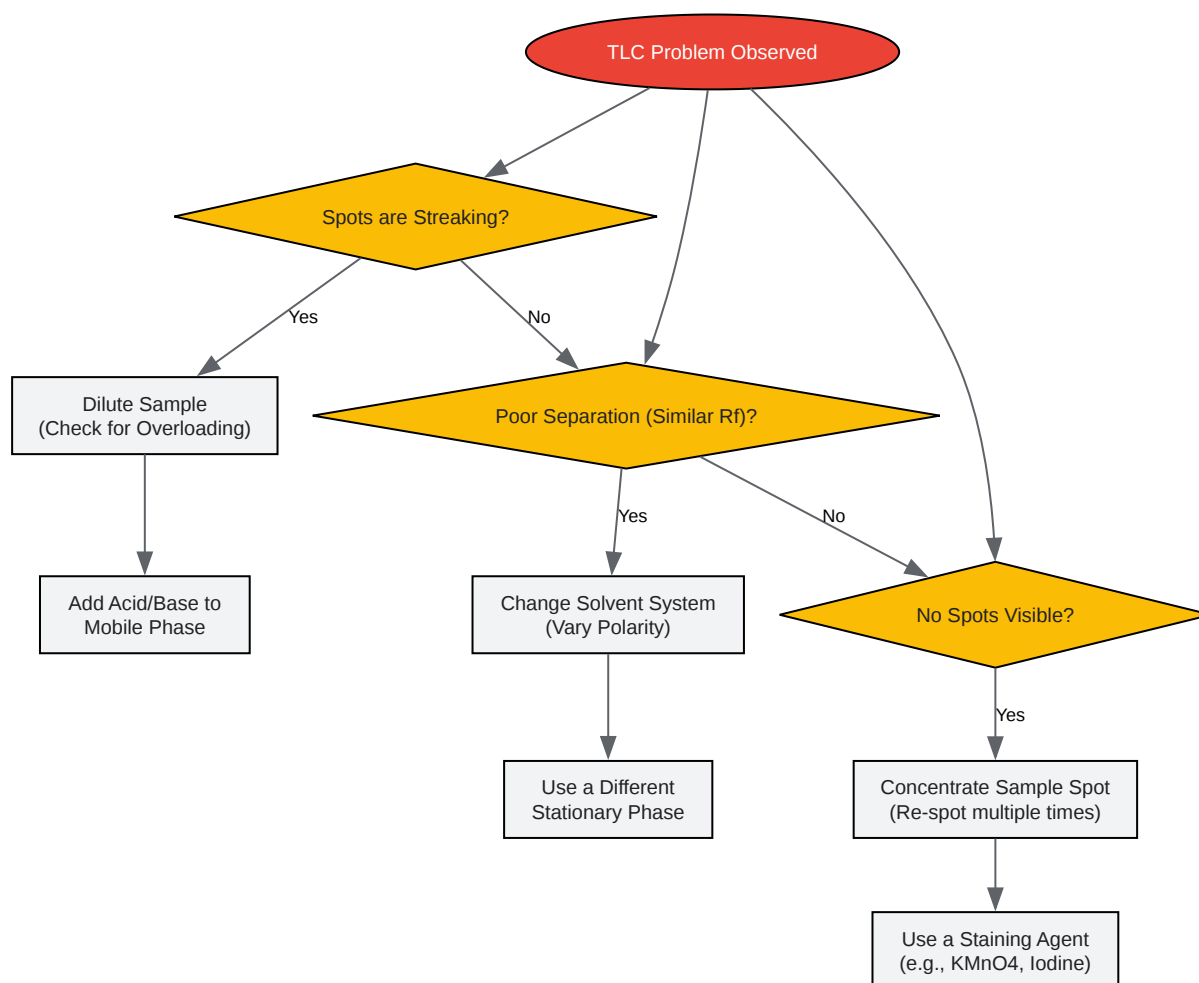 TLC Problem Observed
Spots are Streaking?
Yes
No
Dilute Sample
(Check for Overloading)
Poor Separation (Similar Rf)?
Yes
No
Add Acid/Base to
Mobile Phase
Change Solvent System
(Vary Polarity)
No Spots Visible?
Yes
Use a Different
Stationary Phase
Concentrate Sample Spot
(Re-spot multiple times)
Use a Staining Agent
(e.g., KMnO4, Iodine)